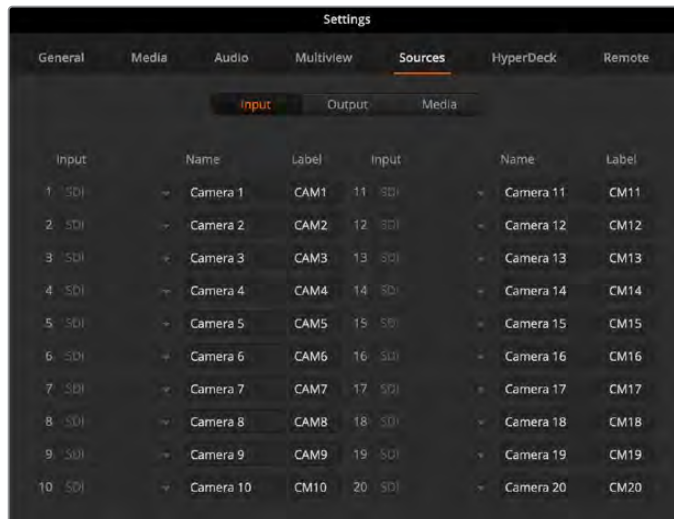 Settings
General Media Audio Multiview Sources HyperDeck Remote
Input Output Media
Input Name Label Input Name Label
1 SDI Camera 1 CAM1 11 SDI Camera 11 CM11
2 SDI Camera 2 CAM2 12 SDI Camera 12 CM12
3 SDI Camera 3 CAM3 13 SDI Camera 13 CM13
4 SDI Camera 4 CAM4 14 SDI Camera 14 CM14
5 SDI Camera 5 CAM5 15 SDI Camera 15 CM15
6 SDI Camera 6 CAM6 16 SDI Camera 16 CM16
7 SDI Camera 7 CAM7 17 SDI Camera 17 CM17
8 SDI Camera 8 CAM8 18 SDI Camera 18 CM18
9 SDI Camera 9 CAM9 19 SDI Camera 19 CM19
10 SDI Camera 10 CM10 20 SDI Camera 20 CM20